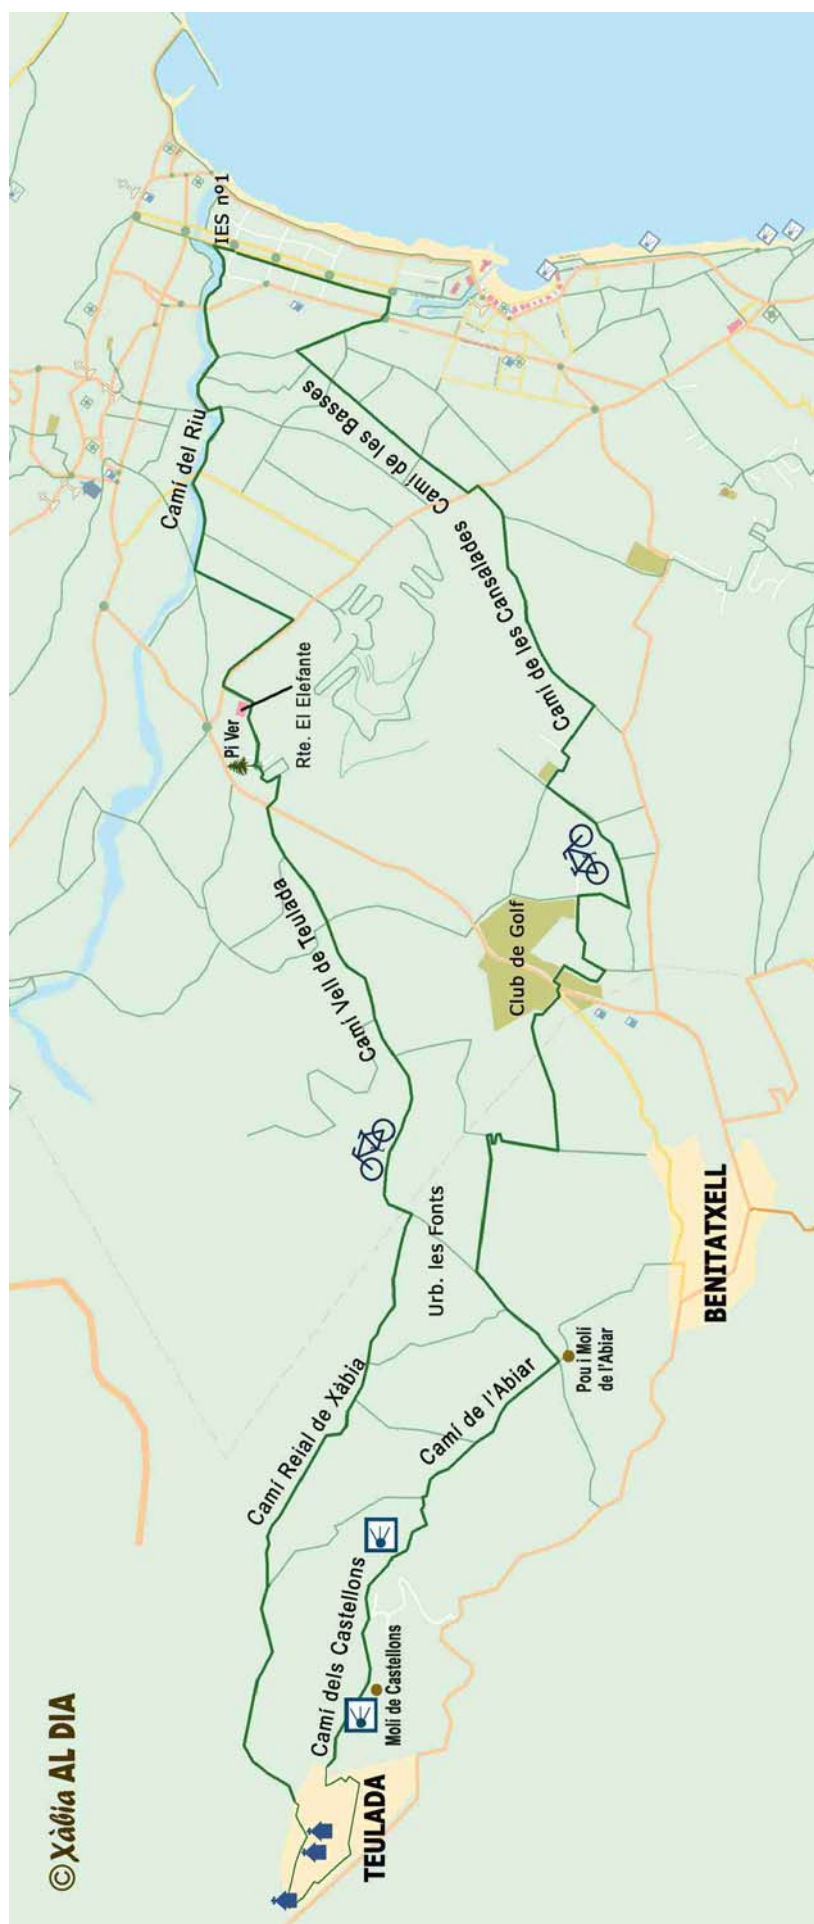 © Xàbia AL DIA
TEULADA
Camí dels Castellons
Molí de Castellons
Camí Reial de Xàbia
Camí de l'Abiar
Pou i Molí
de l'Abiar
Urb. les Fonts
BENITATXELL
Camí Vell de Teulada
Club de Golf
Pi Ver
Rte. El Elefante
Camí de les Cansalades
Camí de les Basses
Camí del Riu
IES nº1